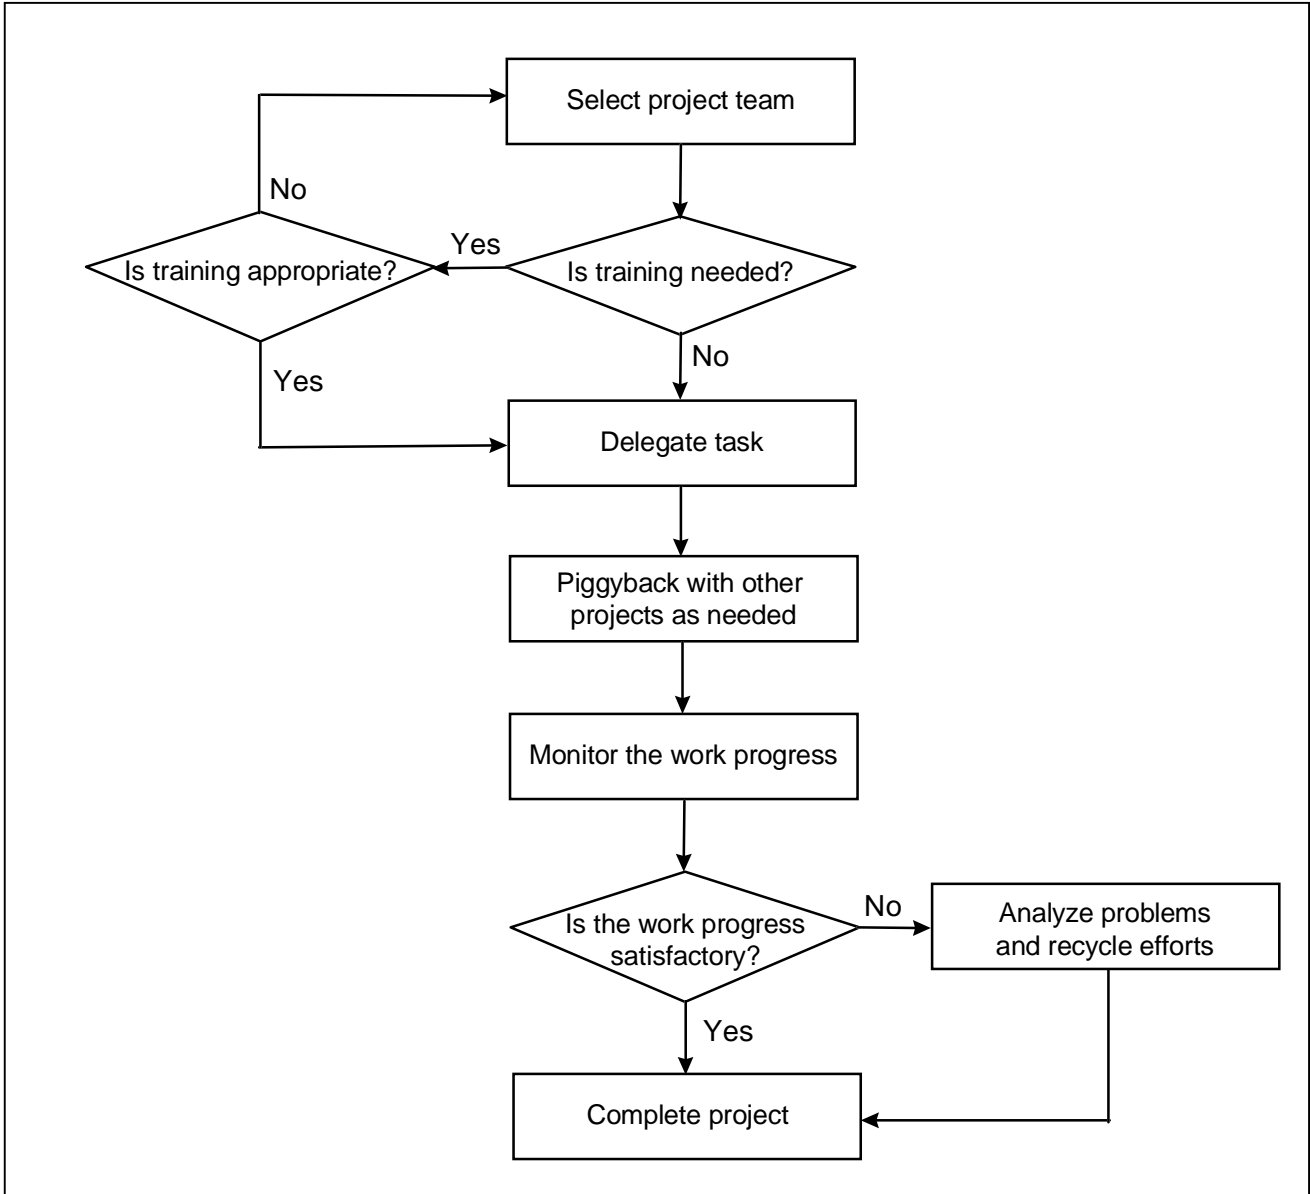 Select project team
No
Yes
Is training appropriate?
Is training needed?
No
Yes
Delegate task
Piggyback with other
projects as needed
Monitor the work progress
No
Is the work progress
satisfactory?
Analyze problems
and recycle efforts
Yes
Complete project